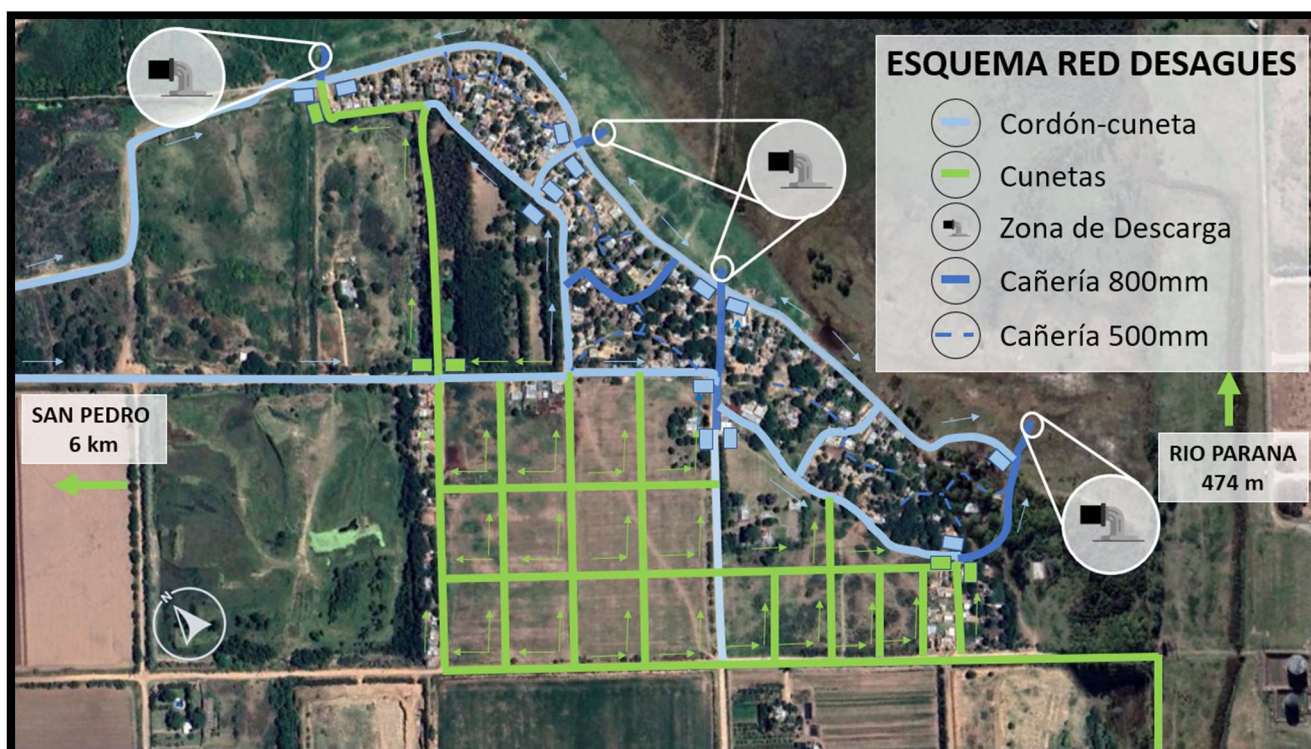 ESQUEMA RED DESAGUES
Cordón-cuneta
Cunetas
Zona de Descarga
Cañería 800mm
Cañería 500mm
SAN PEDRO
6 km
RIO PARANA
474 m
N